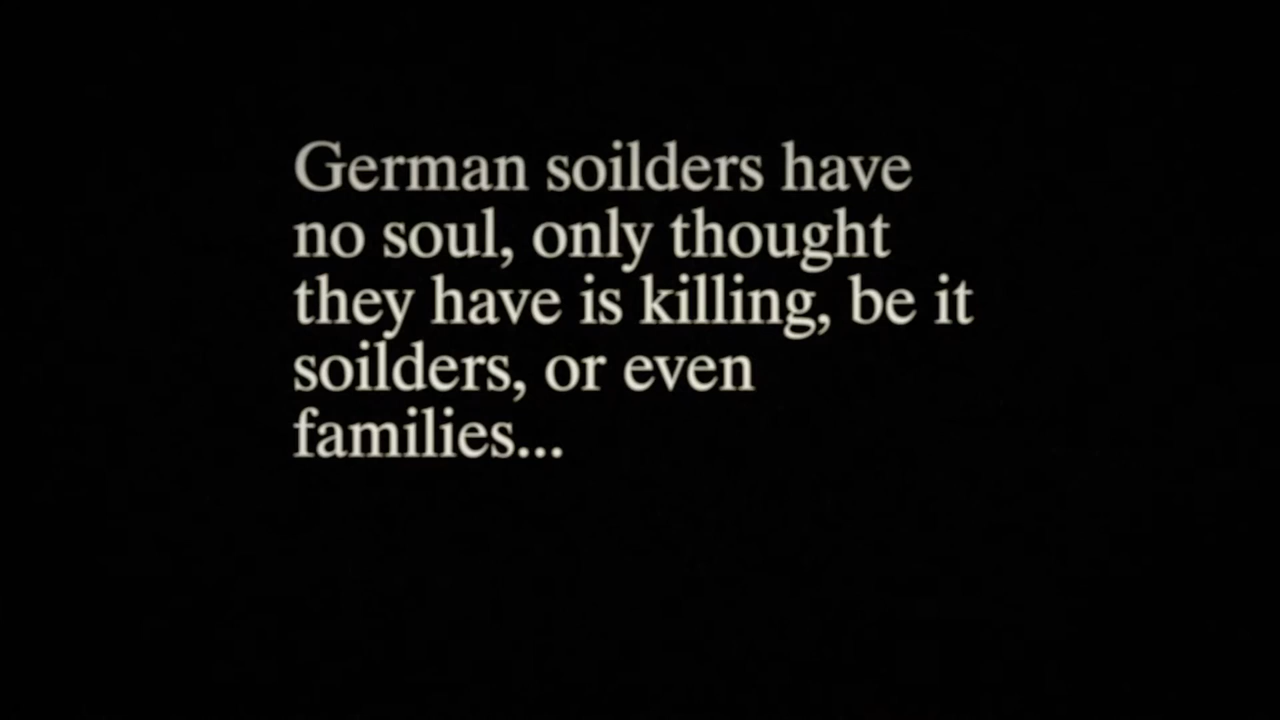 German soilders have
no soul, only thought
they have is killing, be it
soilders, or even
families...